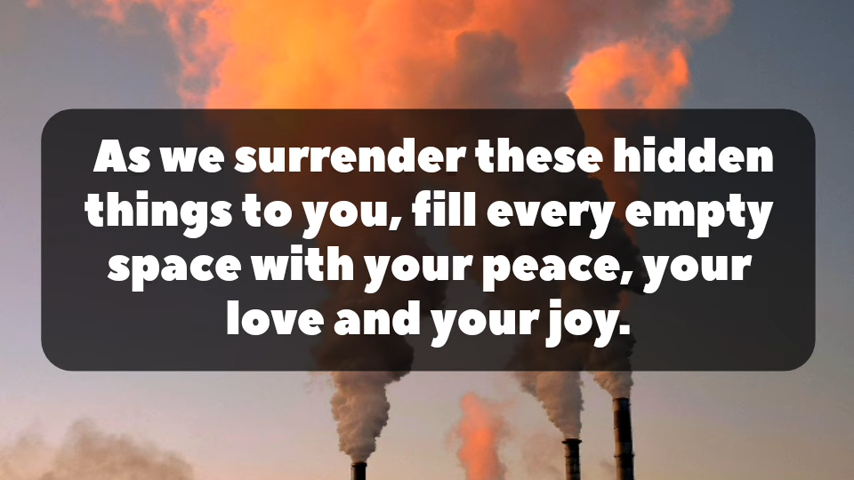 As we surrender these hidden
things to you, fill every empty
space with your peace, your
love and your joy.